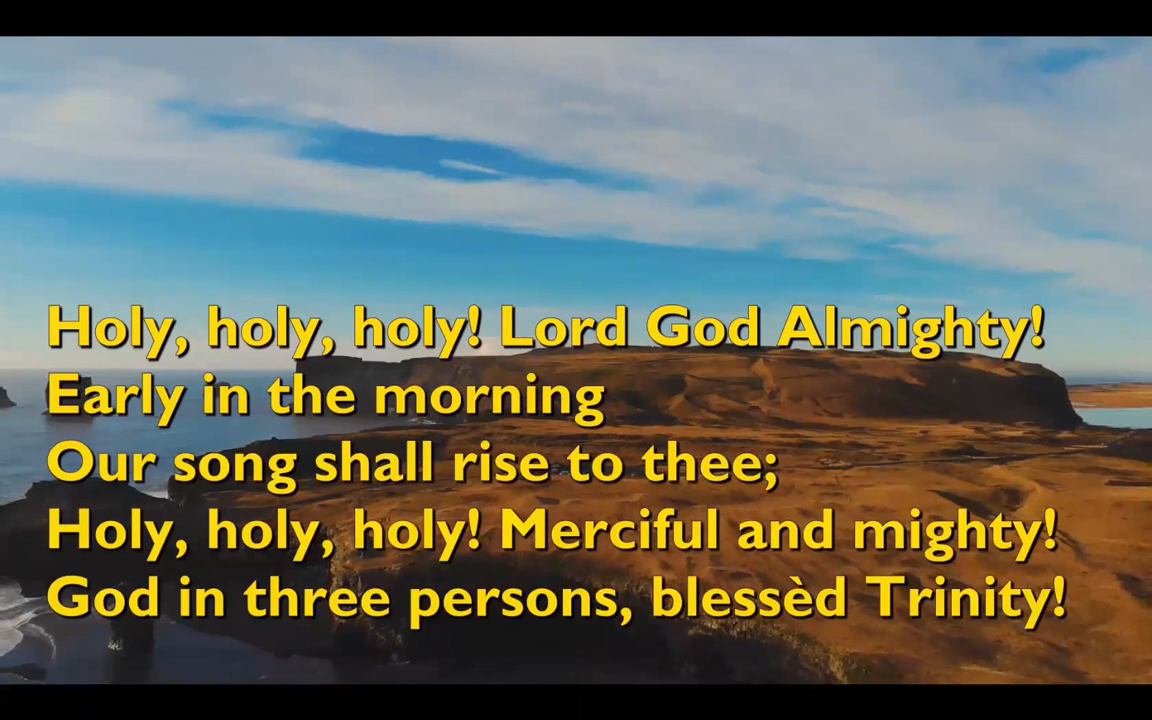 Holy, holy, holy! Lord God Almighty!
Early in the morning
Our song shall rise to thee;
Holy, holy, holy! Merciful and mighty!
God in three persons, blessèd Trinity!